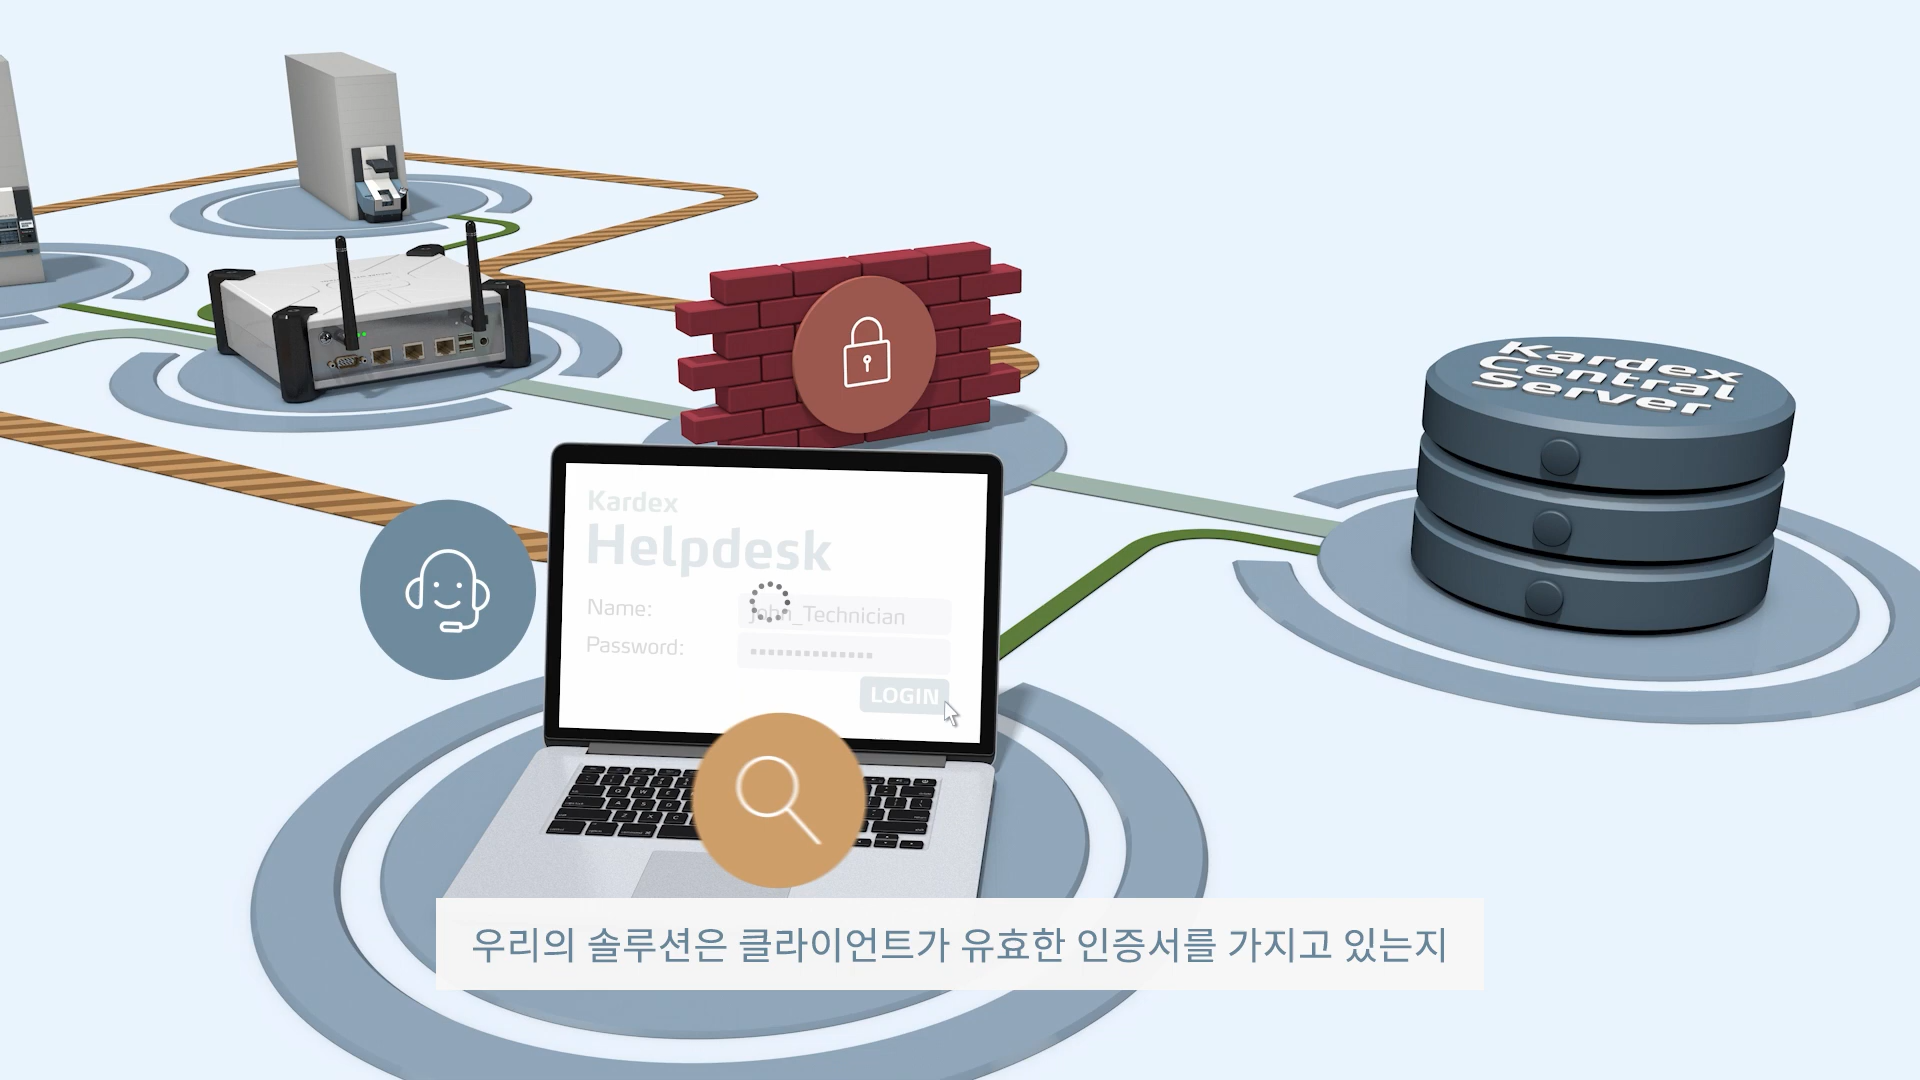 Kardex
Central
Server
Kardex
Helpdesk
Name:
John_Technician
Password:
LOGIN
우리의 솔루션은 클라이언트가 유효한 인증서를 가지고 있는지